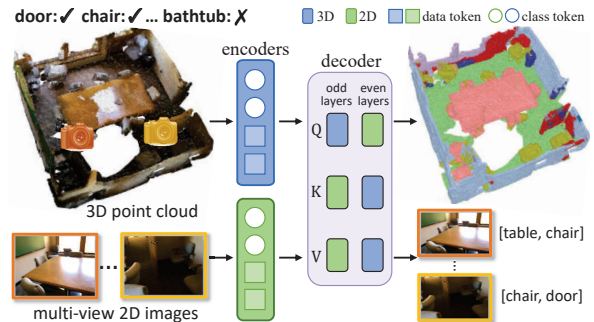 door:✓ chair:✓... bathtub:✗
3D 2D data token class token
encoders
decoder
odd layers
even layers
Q
K
V
3D point cloud
multi-view 2D images
[table, chair]
[chair, door]